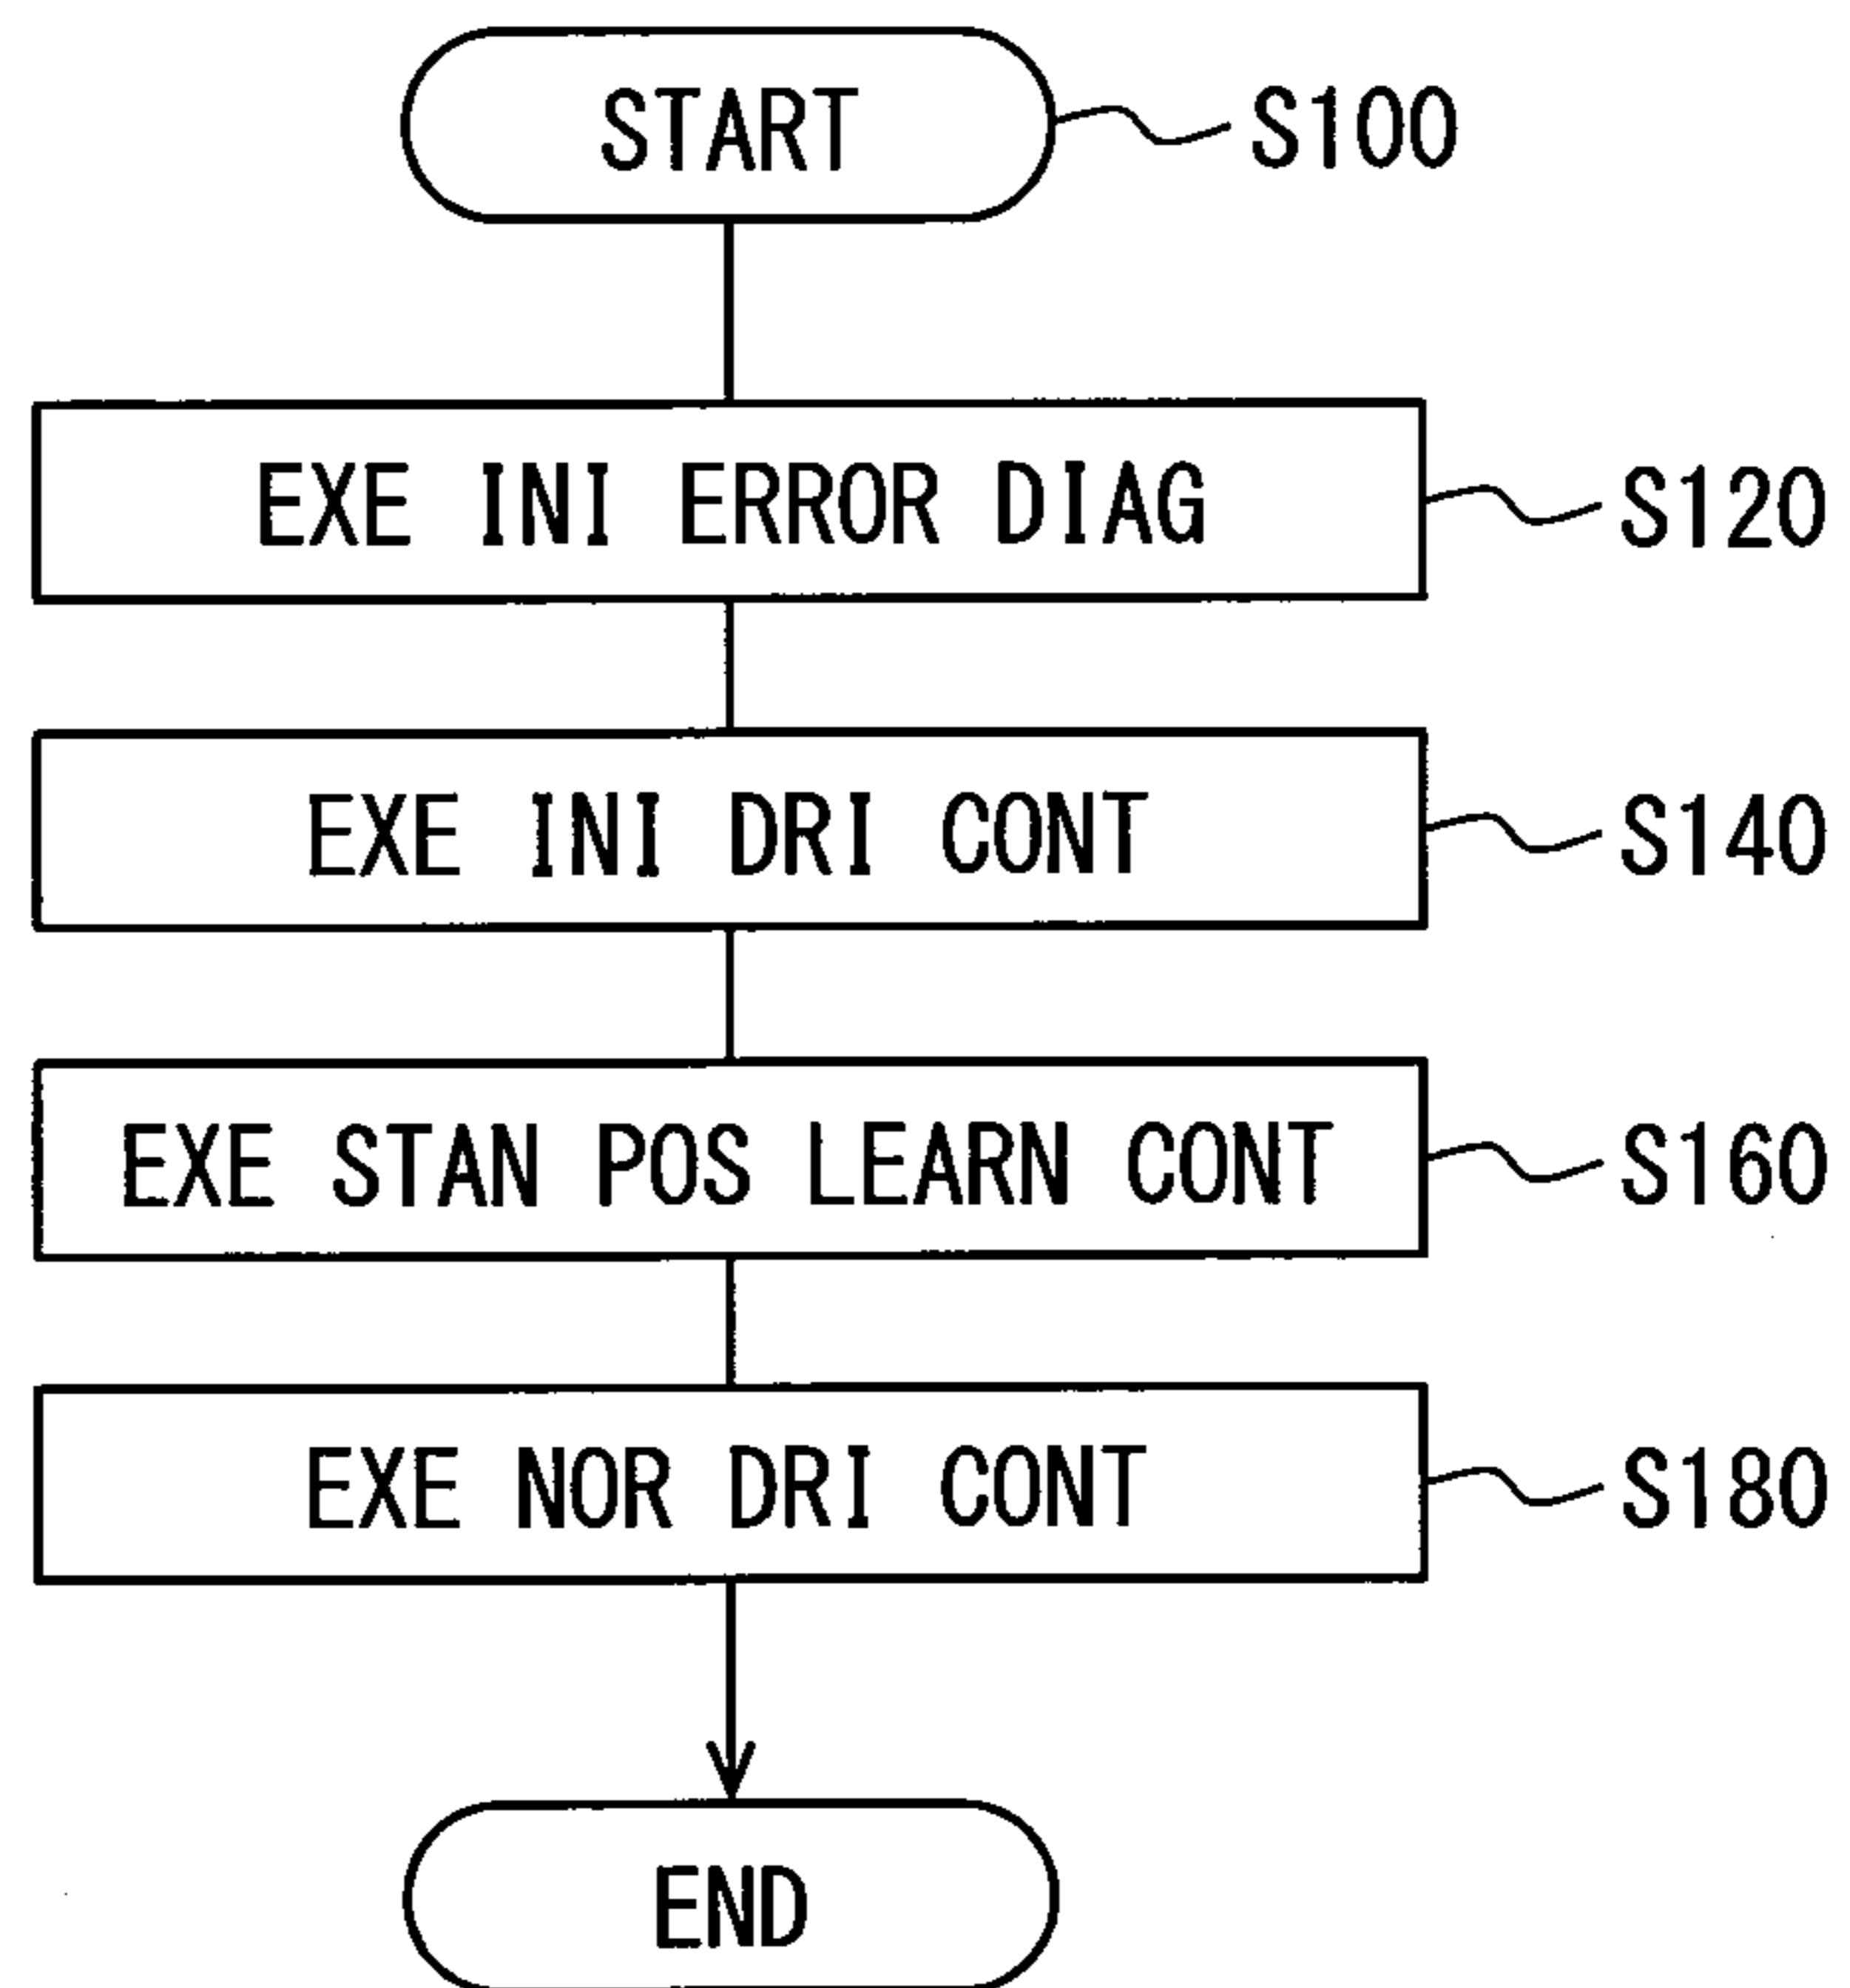 START S100
EXE INI ERROR DIAG S120
EXE INI DRI CONT S140
EXE STAN POS LEARN CONT S160
EXE NOR DRI CONT S180
END